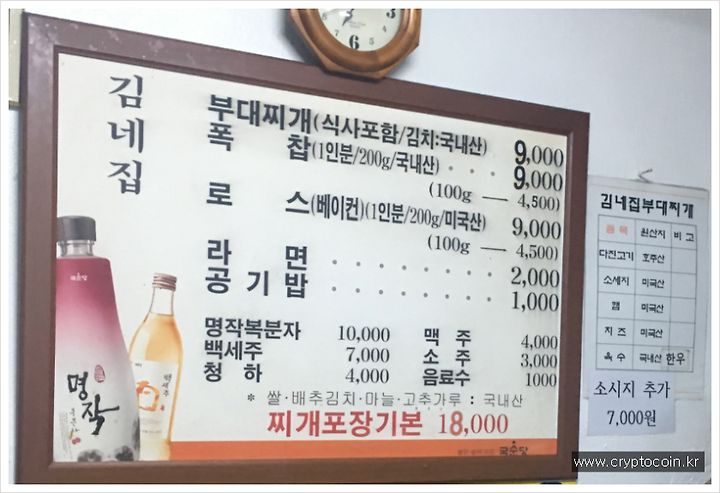 김네집
부대찌개(식사포함/김치:국내산) 9,000
폭찹(1인분/200g/국내산) · · · 9,000
(100g — 4,500)
로스(베이컨)(1인분/200g/미국산) 9,000
(100g — 4,500)
라면 · · · · · · · · · 2,000
공기밥 · · · · · · · · · 1,000
명작복분자 10,000 맥주 4,000
백세주 7,000 소주 3,000
청하 4,000 음료수 1000
* 쌀·배추김치·마늘·고추가루 : 국내산
찌개포장기본 18,000
국순당
명작
백세주
김네집부대찌개
품목 원산지 비고
다진고기 호주산
소세지 미국산
햄 미국산
치즈 미국산
육수 국내산 한우
소시지 추가
7,000원
www.cryptocoin.kr